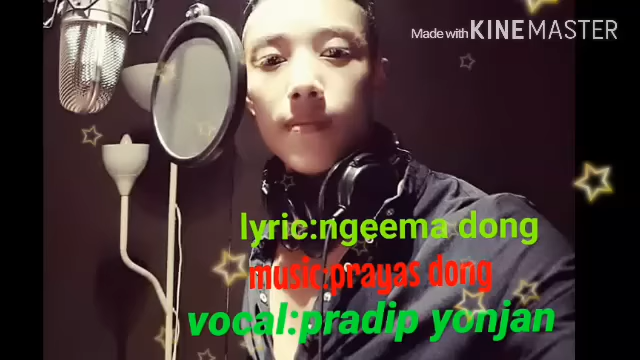 Made with KINEMASTER
lyric:ngeema dong
music:prayas dong
vocal:pradip yonjan